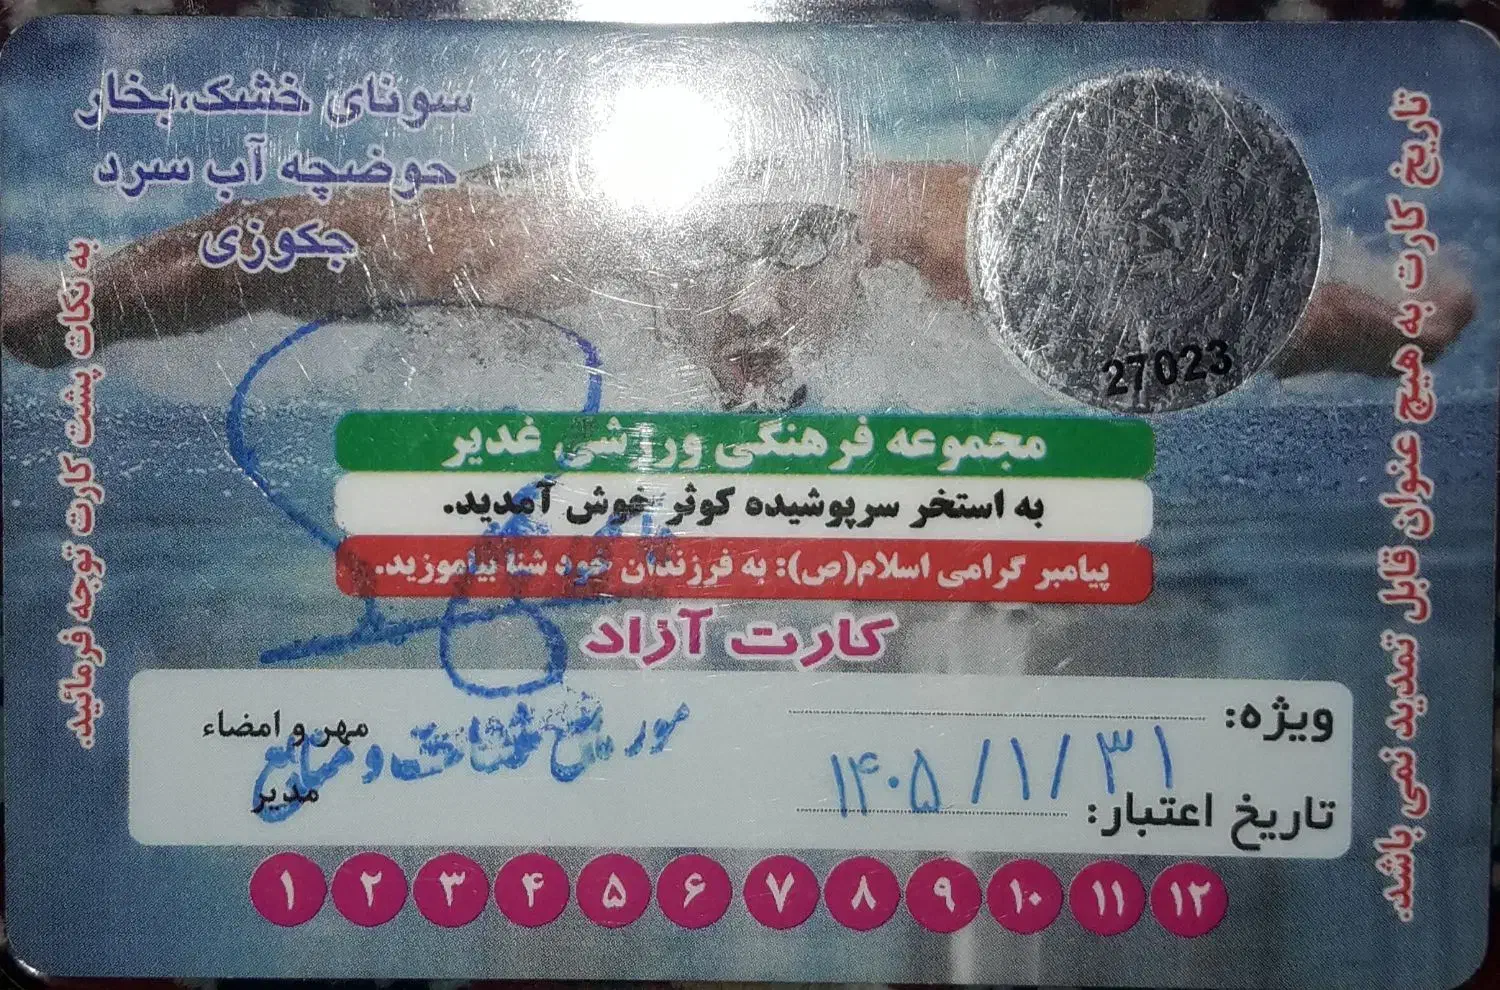 سونای خشک،بخار
حوضچه آب سرد
جکوزی
27023
تاریخ کارت به هیچ عنوان قابل تمدید نمی باشد.
به نکات پشت کارت توجه فرمائید.
مجموعه فرهنگی ورزشی غدیر
به استخر سرپوشیده کوثر خوش آمدید.
پیامبر گرامی اسلام(ص): به فرزندان خود شنا بیاموزید.
کارت آزاد
ویژه:
تاریخ اعتبار: ۱۴۰۵/۱/۳۱
مهر و امضاء
مدیر
۱ ۲ ۳ ۴ ۵ ۶ ۷ ۸ ۹ ۱۰ ۱۱ ۱۲